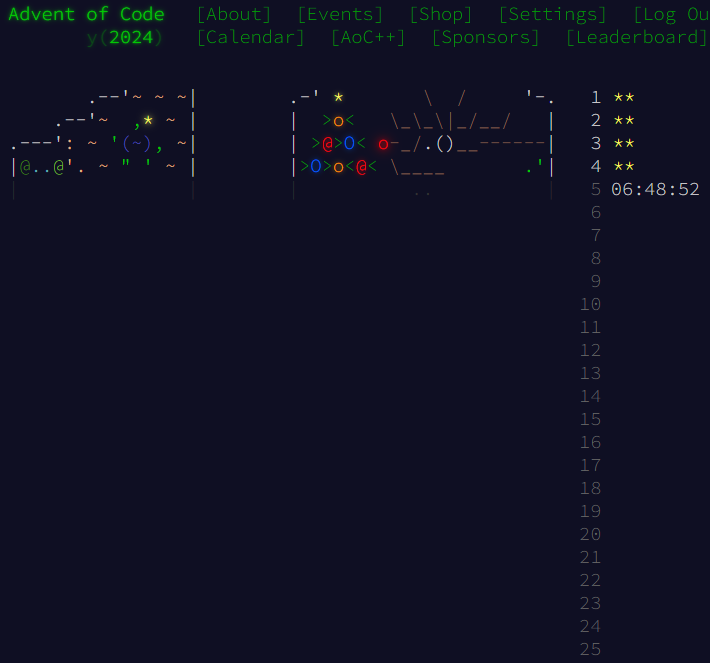 Advent of Code [About] [Events] [Shop] [Settings] [Log Ou
y(2024) [Calendar] [AoC++] [Sponsors] [Leaderboard]
.--'~ ~ ~| .-' * \ / '-. 1 **
.--'~ ,* ~ | | >o< \_\_\|_/__/ | 2 **
.---': ~ '(~), ~| | >@>O< o-_/.()__------| 3 **
|@..@'. ~ " ' ~ | |>O>o<@< \____ .'| 4 **
| | | .. | 5 06:48:52
6
7
8
9
10
11
12
13
14
15
16
17
18
19
20
21
22
23
24
25